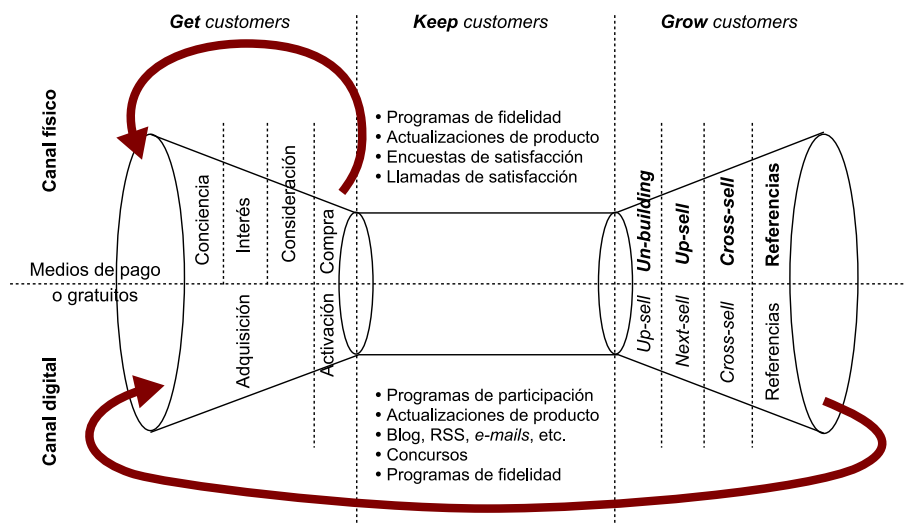 Get customers
Keep customers
Grow customers
Canal físico
• Programas de fidelidad
• Actualizaciones de producto
• Encuestas de satisfacción
• Llamadas de satisfacción
Conciencia
Interés
Consideración
Compra
Un-building
Up-sell
Cross-sell
Referencias
Medios de pago
o gratuitos
Canal digital
Adquisición
Activación
Up-sell
Next-sell
Cross-sell
Referencias
• Programas de participación
• Actualizaciones de producto
• Blog, RSS, e-mails, etc.
• Concursos
• Programas de fidelidad